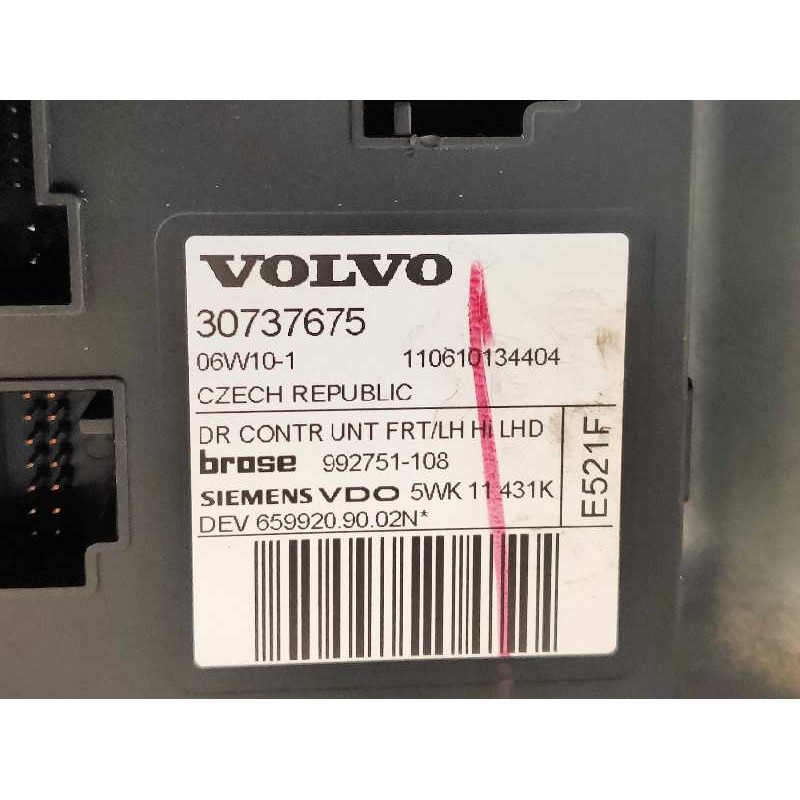 VOLVO
30737675
06W10-1 110610134404
CZECH REPUBLIC
DR CONTR UNT FRT/LH Hi LHD
brose 992751-108
SIEMENS VDO 5WK 11 431K
DEV 659920.90.02N*
E521F